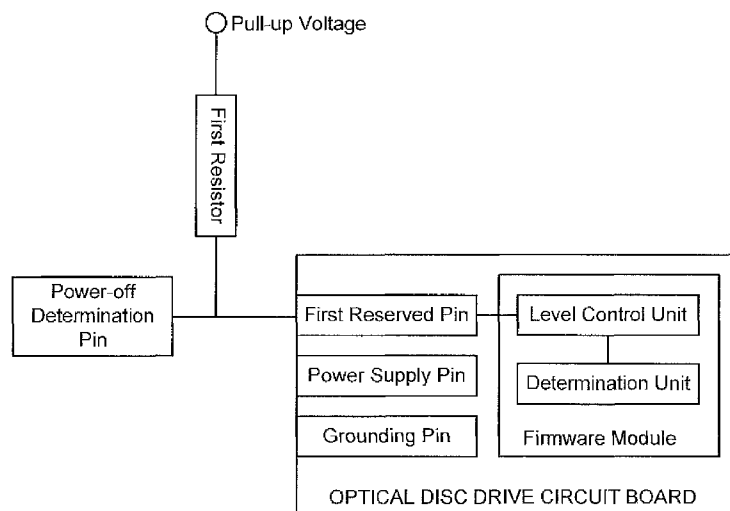 Pull-up Voltage
First Resistor
Power-off
Determination
Pin
First Reserved Pin
Level Control Unit
Power Supply Pin
Determination Unit
Grounding Pin
Firmware Module
OPTICAL DISC DRIVE CIRCUIT BOARD